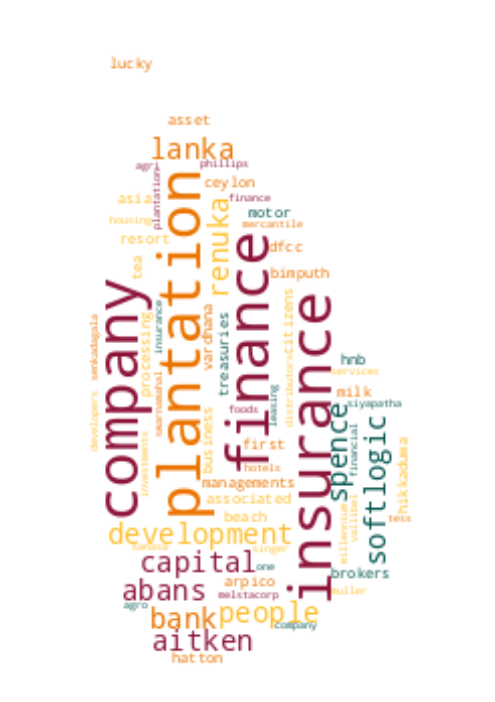 lucky
asset
lanka
agri
phillips
plantation
ceylon
asia
finance
renuka
motor
housing
mercantile
resort
dfcc
tea
bimputh
plantation
company
finance
insurance
senkadagala
processing
insurance
vardhana
treasuries
citizens
distributors
hnb
services
milk
siyapatha
swarnamahal
leasing
foods
developers
investments
business
first
spence
softlogic
financial
hikkaduwa
hotels
managements
associated
beach
tess
millennium
vallibel
development
singer
capital
one
brokers
abans
arpico
melstacorp
muller
agro
bank
people
company
aitken
hatton